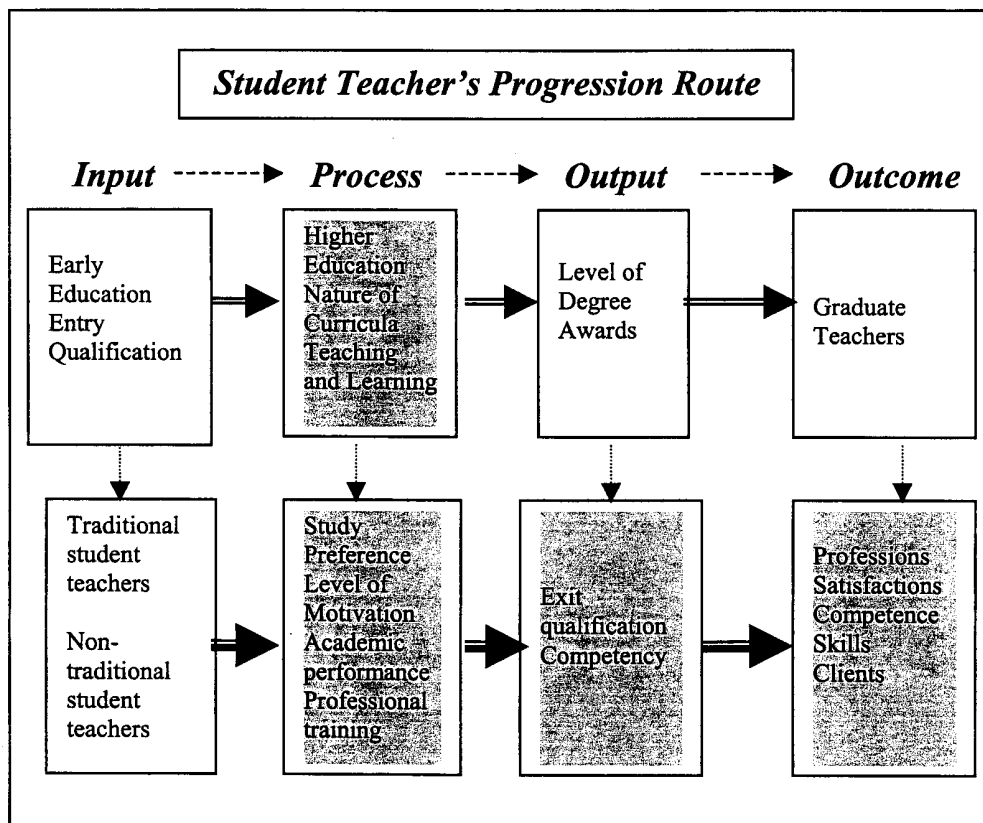 Student Teacher's Progression Route
Input
Process
Output
Outcome
Early
Education
Entry
Qualification
Higher
Education
Nature of
Curricula
Teaching
and Learning
Level of
Degree
Awards
Graduate
Teachers
Traditional
student
teachers
Non-
traditional
student
teachers
Study
Preference
Level of
Motivation
Academic
performance
Professional
training
Exit
qualification
Competency
Professions
Satisfactions
Competence
Skills
Clients